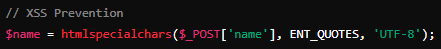 // XSS Prevention
$name = htmlspecialchars($_POST['name'], ENT_QUOTES, 'UTF-8');